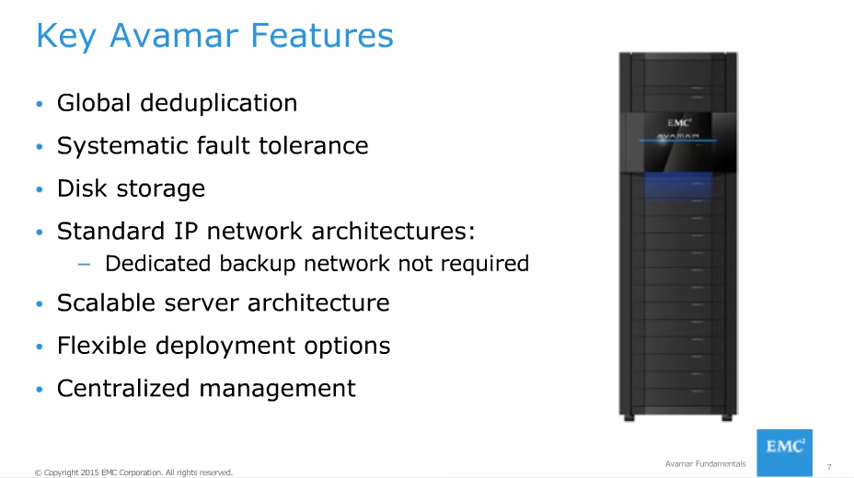 Key Avamar Features
• Global deduplication
• Systematic fault tolerance
• Disk storage
• Standard IP network architectures:
– Dedicated backup network not required
• Scalable server architecture
• Flexible deployment options
• Centralized management
EMC²
AVAMAR
© Copyright 2015 EMC Corporation. All rights reserved.
Avamar Fundamentals
EMC²
7